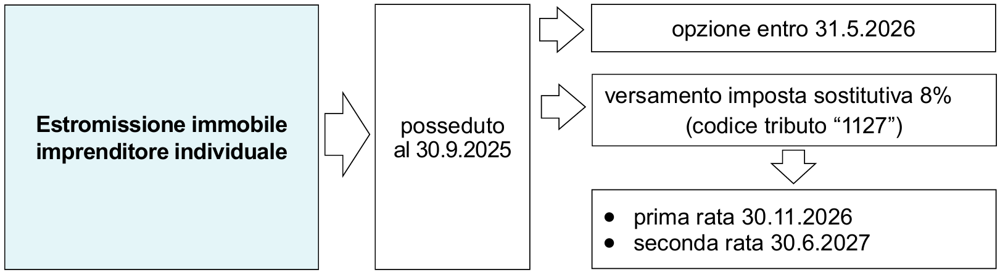 Estromissione immobile
imprenditore individuale
posseduto
al 30.9.2025
opzione entro 31.5.2026
versamento imposta sostitutiva 8%
(codice tributo “1127”)
● prima rata 30.11.2026
● seconda rata 30.6.2027